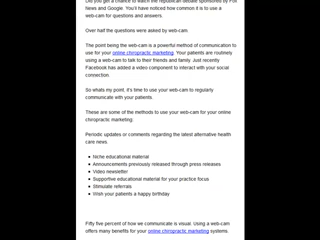 Did you get a chance to watch the republican debate sponsored by Fox
News and Google. You'll have noticed how common it is to use a
web-cam for questions and answers.
Over half the questions were asked by web-cam.
The point being the web-cam is a powerful method of communication to
use for your online chiropractic marketing. Your patients are routinely
using a web-cam to talk to their friends and family. Just recently
Facebook has added a video component to interact with your social
connection.
So whats my point, it's time to use your web-cam to regularly
communicate with your patients.
These are some of the methods to use your web-cam for your online
chiropractic marketing.
Periodic updates or comments regarding the latest alternative health
care news
• Niche educational material
• Announcements previously released through press releases
• Video newsletter
• Supportive educational material for your practice focus
• Stimulate referrals
• Wish your patients a happy birthday
Fifty five percent of how we communicate is visual. Using a web-cam
offers many benefits for your online chiropractic marketing systems.